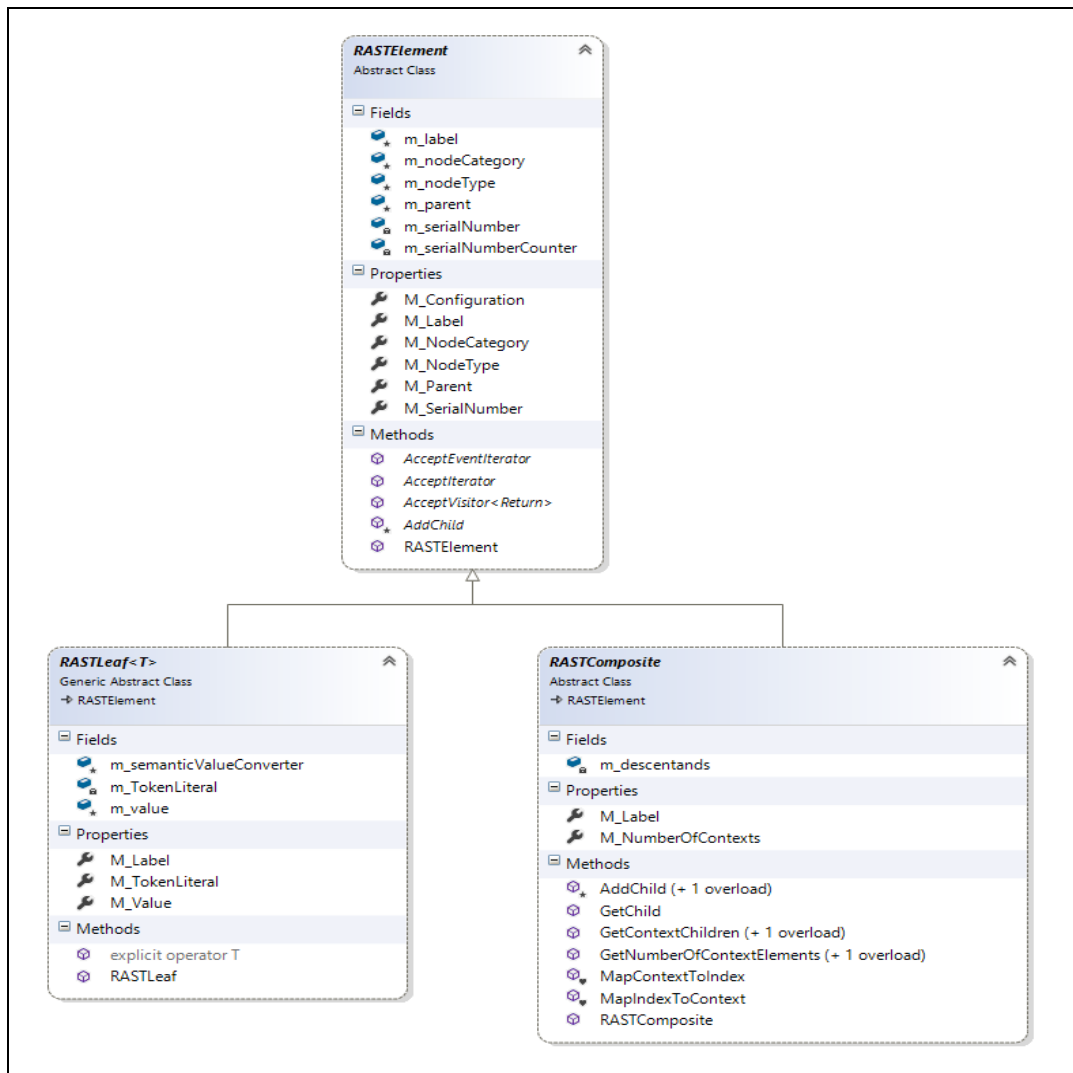 RASTElement
Abstract Class
Fields
m_label
m_nodeCategory
m_nodeType
m_parent
m_serialNumber
m_serialNumberCounter
Properties
M_Configuration
M_Label
M_NodeCategory
M_NodeType
M_Parent
M_SerialNumber
Methods
AcceptEventIterator
AcceptIterator
AcceptVisitor<Return>
AddChild
RASTElement
RASTLeaf<T>
Generic Abstract Class
RASTElement
Fields
m_semanticValueConverter
m_TokenLiteral
m_value
Properties
M_Label
M_TokenLiteral
M_Value
Methods
explicit operator T
RASTLeaf
RASTComposite
Abstract Class
RASTElement
Fields
m_descentands
Properties
M_Label
M_NumberOfContexts
Methods
AddChild (+ 1 overload)
GetChild
GetContextChildren (+ 1 overload)
GetNumberOfContextElements (+ 1 overload)
MapContextToIndex
MapIndexToContext
RASTComposite